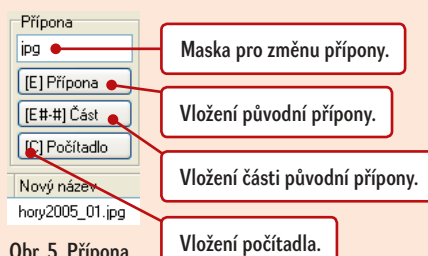 Přípona
jpg
Maska pro změnu přípony.
[E] Přípona
Vložení původní přípony.
[E#-#] Část
[C] Počítadlo
Vložení části původní přípony.
Nový název
hory2005_01.jpg
Vložení počítadla.
Obr. 5 Přípona